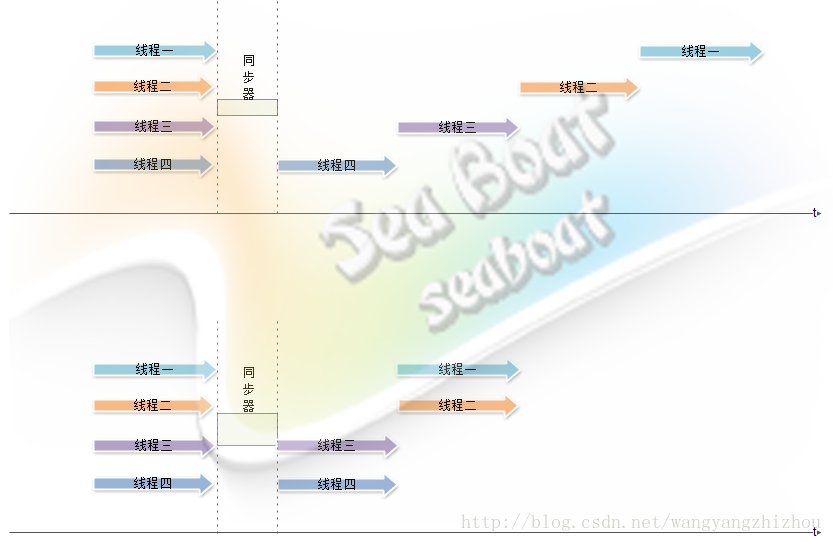 线程一
线程二
线程三
线程四
同
步
器
线程四
线程三
线程二
线程一
t
Sea Boat
seaboat
线程一
线程二
线程三
线程四
同
步
器
线程三
线程四
线程一
线程二
http://blog.csdn.net/wangyangzhizhou
t